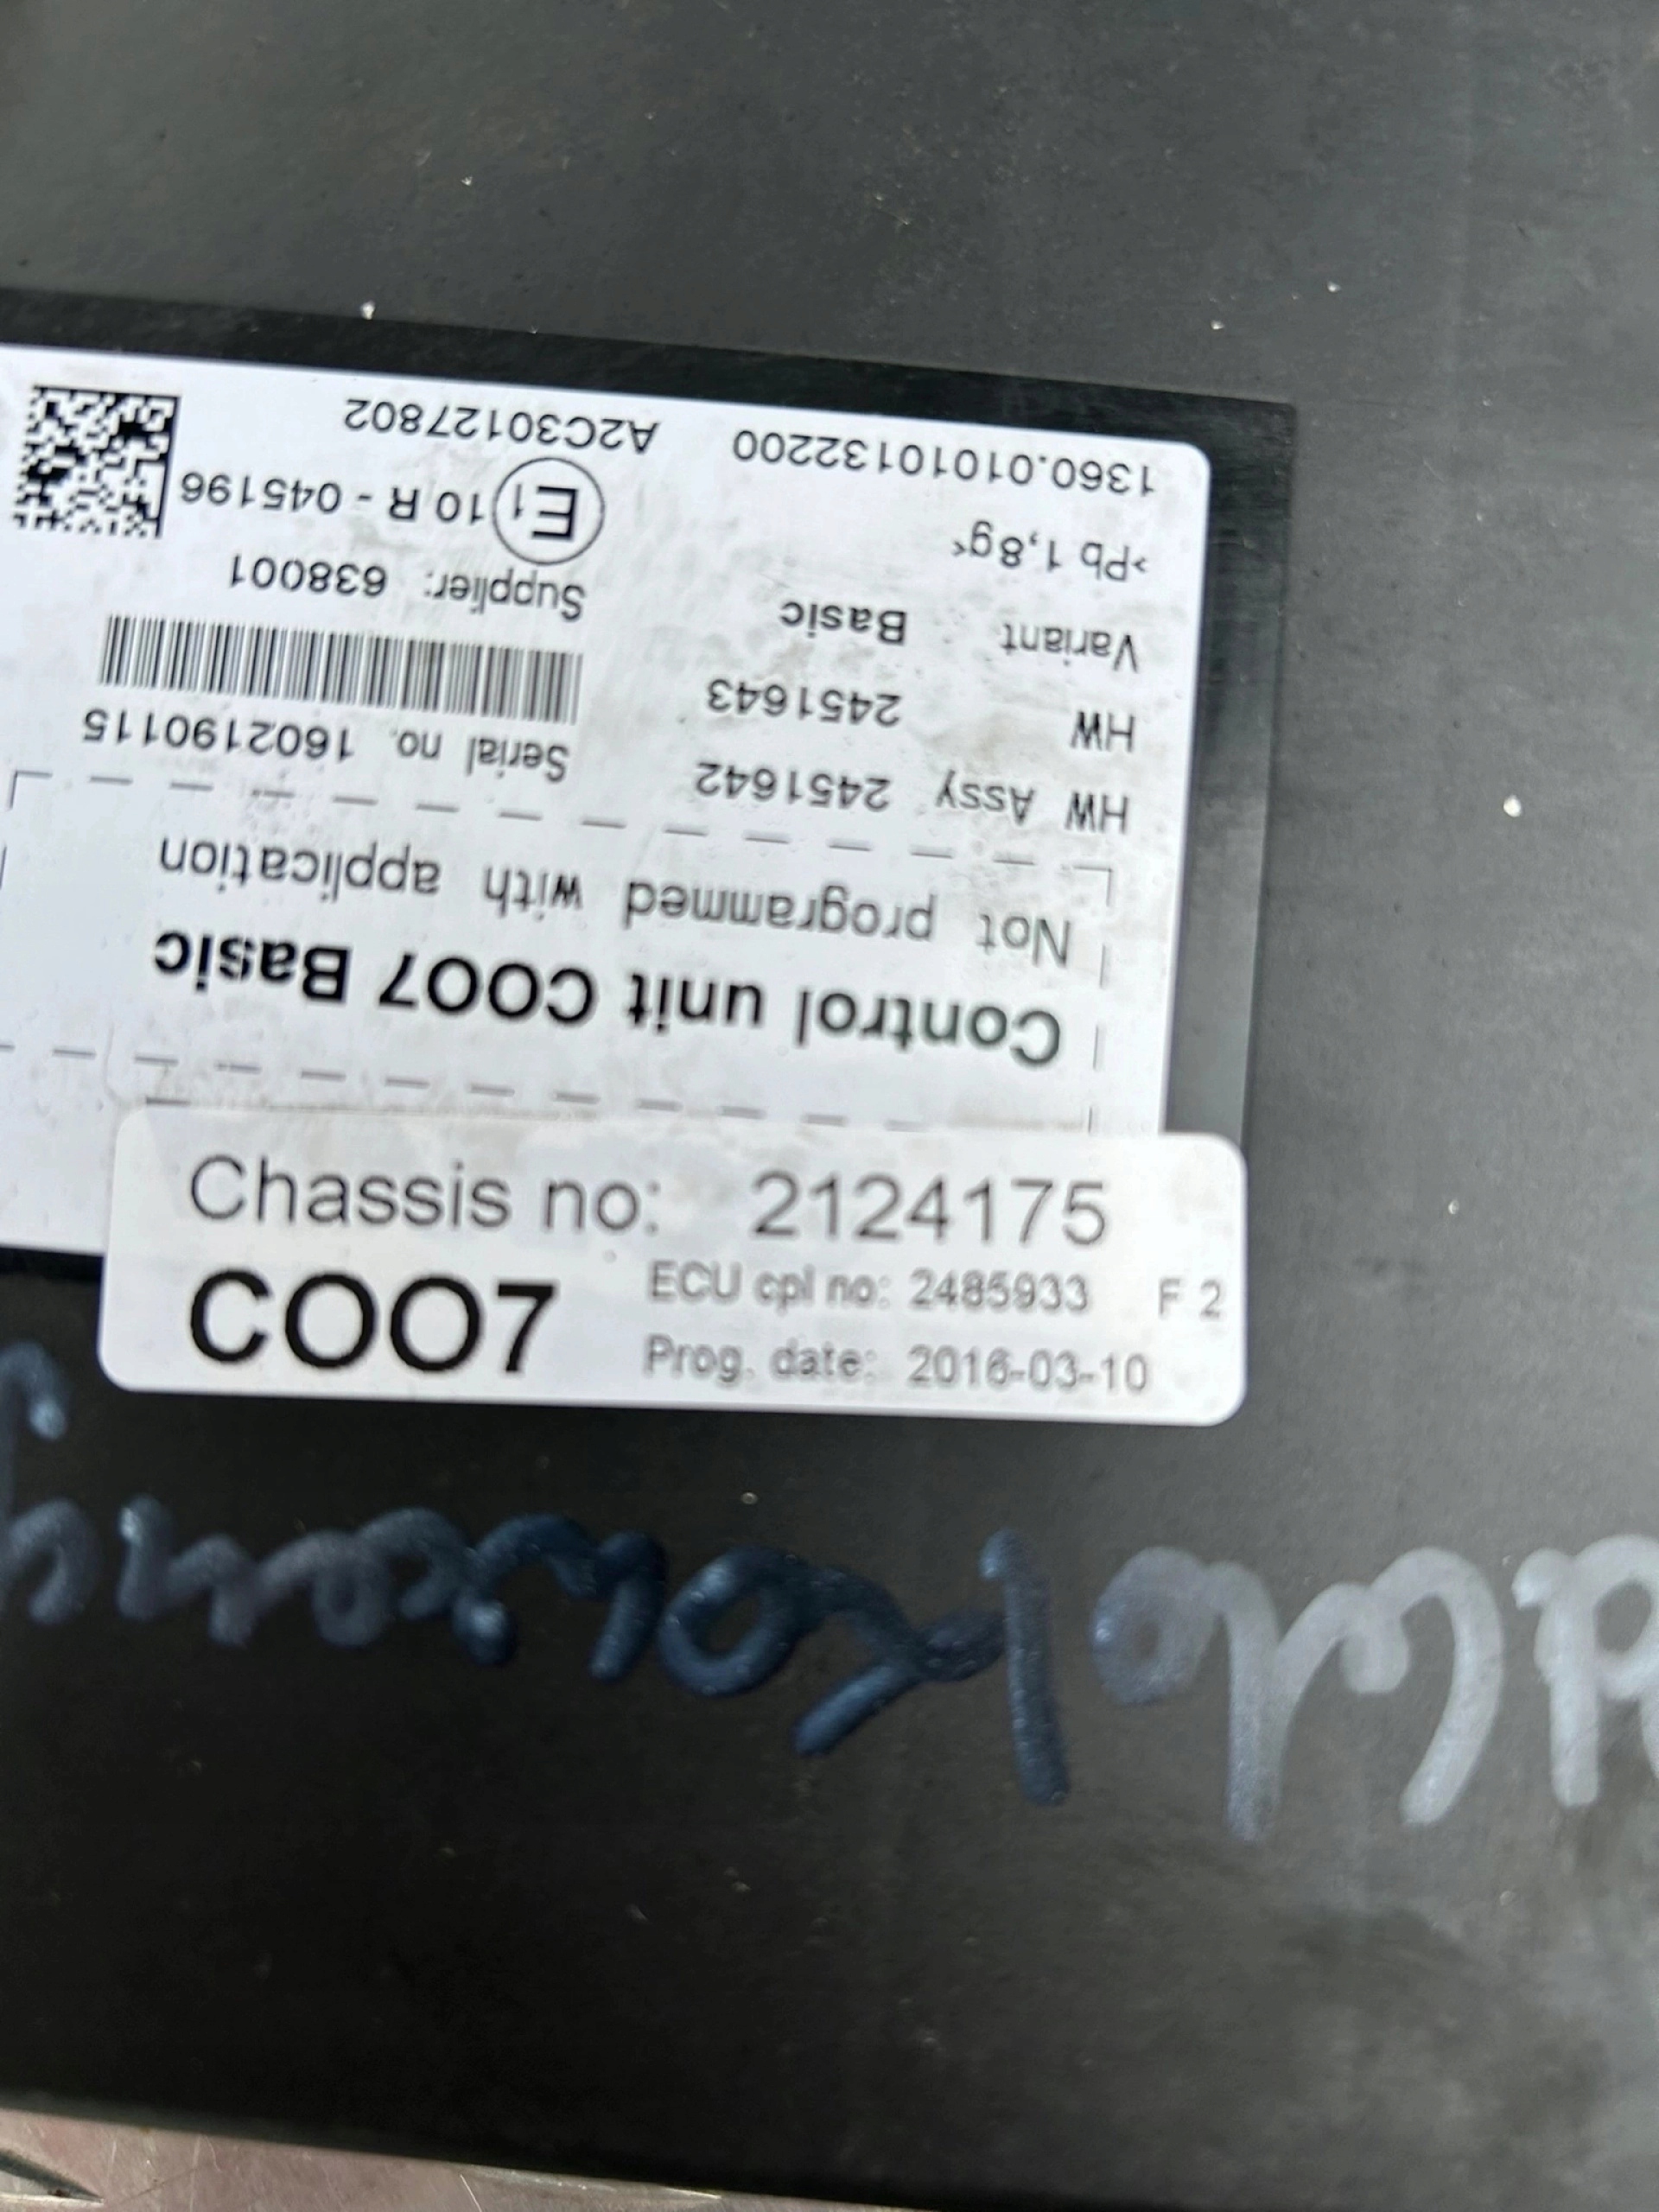 Chassis no: 2124175
COO7 ECU cpl no: 2485933 F 2
Prog. date: 2016-03-10
Control unit COO7 Basic
Not programmed with application
HW Assy 2451642 Serial no. 1602190115
HW 2451643
Variant Basic Supplier: 638001
>Pb 1,8g< E1 10 R - 045196
1360.01010132200 A2C30127802